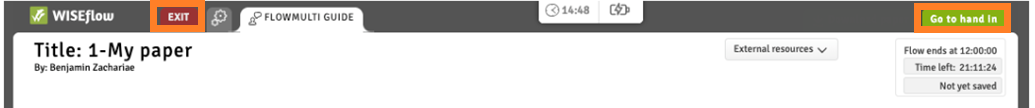 WISEflow EXIT FLOWMULTI GUIDE 14:48 Go to hand in
Title: 1-My paper
By: Benjamin Zachariae
External resources
Flow ends at 12:00:00
Time left: 21:11:24
Not yet saved